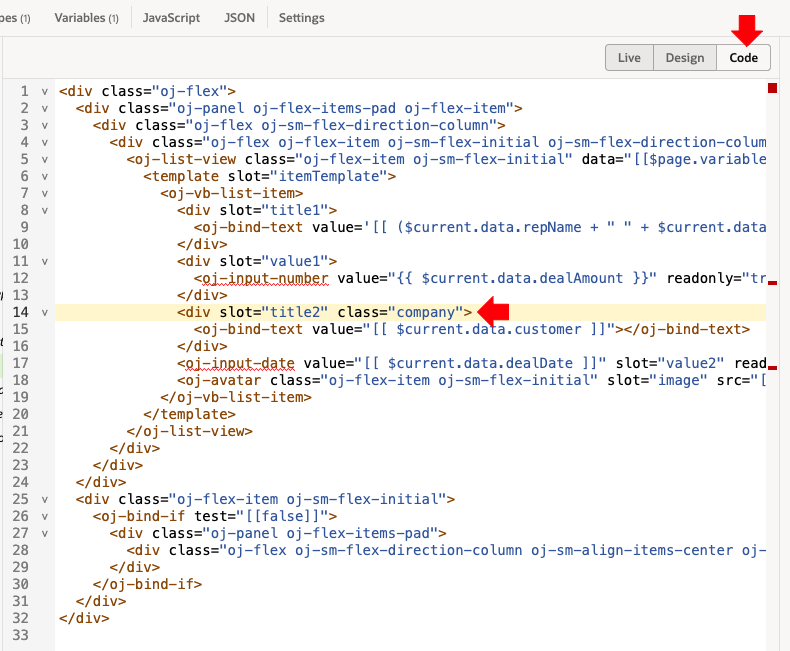 pes (1) Variables (1) JavaScript JSON Settings
Live Design Code
1 <div class="oj-flex">
2 <div class="oj-panel oj-flex-items-pad oj-flex-item">
3 <div class="oj-flex oj-sm-flex-direction-column">
4 <div class="oj-flex oj-flex-item oj-sm-flex-initial oj-sm-flex-direction-colum
5 <oj-list-view class="oj-flex-item oj-sm-flex-initial" data="[[$page.variable
6 <template slot="itemTemplate">
7 <oj-vb-list-item>
8 <div slot="title1">
9 <oj-bind-text value='[[ ($current.data.repName + " " + $current.data
10 </div>
11 <div slot="value1">
12 <oj-input-number value="{{ $current.data.dealAmount }}" readonly="tr
13 </div>
14 <div slot="title2" class="company">
15 <oj-bind-text value="[[ $current.data.customer ]]"></oj-bind-text>
16 </div>
17 <oj-input-date value="[[ $current.data.dealDate ]]" slot="value2" read
18 <oj-avatar class="oj-flex-item oj-sm-flex-initial" slot="image" src="[
19 </oj-vb-list-item>
20 </template>
21 </oj-list-view>
22 </div>
23 </div>
24 </div>
25 <div class="oj-flex-item oj-sm-flex-initial">
26 <oj-bind-if test="[[false]]">
27 <div class="oj-panel oj-flex-items-pad">
28 <div class="oj-flex oj-sm-flex-direction-column oj-sm-align-items-center oj-
29 </div>
30 </oj-bind-if>
31 </div>
32 </div>
33